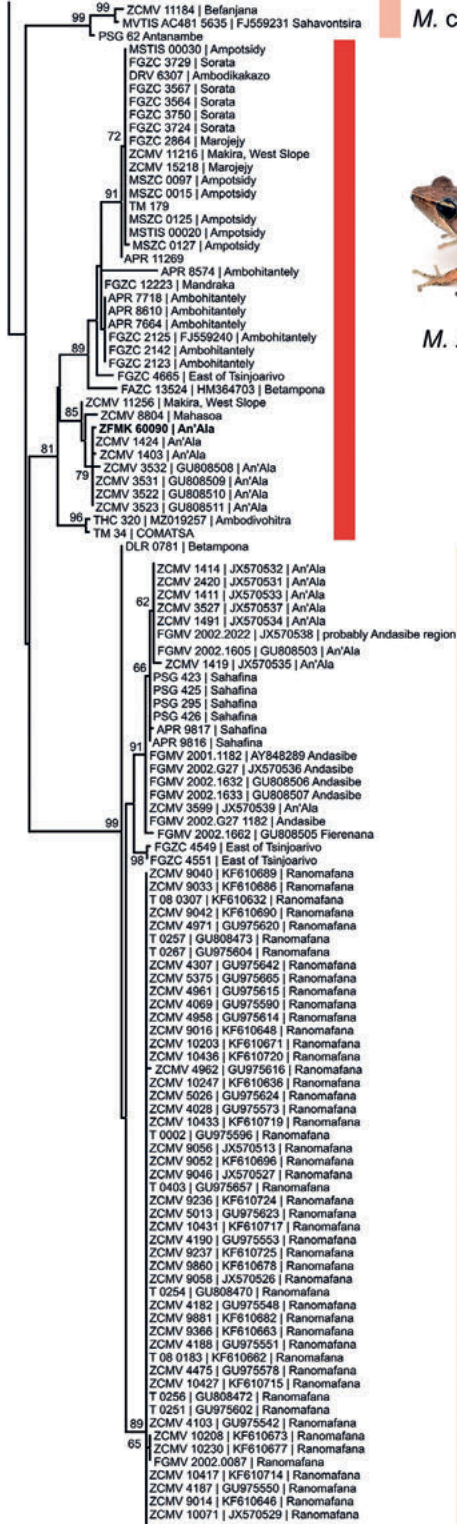 99
ZCMV 11184 | Befanjana
MVTIS AC481 5635 | FJ559231 Sahavontsira
99
PSG 62 Antanambe
M. c
MSTIS 00030 | Ampotsidy
FGZC 3729 | Sorata
DRV 6307 | Ambodikakazo
FGZC 3567 | Sorata
FGZC 3564 | Sorata
FGZC 3750 | Sorata
72
FGZC 3724 | Sorata
FGZC 2864 | Marojejy
ZCMV 11216 | Makira, West Slope
ZCMV 15218 | Marojejy
MSZC 0097 | Ampotsidy
91
MSZC 0015 | Ampotsidy
TM 179
MSZC 0125 | Ampotsidy
MSTIS 00020 | Ampotsidy
MSZC 0127 | Ampotsidy
APR 11269
APR 8574 | Ambohitantely
FGZC 12223 | Mandraka
APR 7718 | Ambohitantely
APR 8610 | Ambohitantely
APR 7664 | Ambohitantely
FGZC 2125 | FJ559240 | Ambohitantely
M.
89
FGZC 2142 | Ambohitantely
FGZC 2123 | Ambohitantely
FGZC 4665 | East of Tsinjoarivo
FAZC 13524 | HM364703 | Betampona
ZCMV 11256 | Makira, West Slope
85
ZCMV 8804 | Mahasoa
ZFMK 60090 | An'Ala
ZCMV 1424 | An'Ala
81
ZCMV 1403 | An'Ala
ZCMV 3532 | GU808508 | An'Ala
79
ZCMV 3531 | GU808509 | An'Ala
ZCMV 3522 | GU808510 | An'Ala
ZCMV 3523 | GU808511 | An'Ala
96
THC 320 | MZ019257 | Ambodivohitra
TM 34 | COMATSA
DLR 0781 | Betampona
ZCMV 1414 | JX570532 | An'Ala
ZCMV 2420 | JX570531 | An'Ala
ZCMV 1411 | JX570533 | An'Ala
62
ZCMV 3527 | JX570537 | An'Ala
ZCMV 1491 | JX570534 | An'Ala
FGMV 2002.2022 | JX570538 | probably Andasibe region
FGMV 2002.1605 | GU808503 | An'Ala
66
ZCMV 1419 | JX570535 | An'Ala
PSG 423 | Sahafina
PSG 425 | Sahafina
PSG 295 | Sahafina
PSG 426 | Sahafina
APR 9817 | Sahafina
91
APR 9816 | Sahafina
FGMV 2001.1182 | AY848289 Andasibe
FGMV 2002.G27 | JX570536 Andasibe
FGMV 2002.1632 | GU808506 Andasibe
FGMV 2002.1633 | GU808507 Andasibe
ZCMV 3599 | JX570539 | An'Ala
99
FGMV 2002.G27 1182 | Andasibe
FGMV 2002.1662 | GU808505 Fierenana
FGZC 4549 | East of Tsinjoarivo
98
FGZC 4551 | East of Tsinjoarivo
ZCMV 9040 | KF610689 | Ranomafana
ZCMV 9033 | KF610686 | Ranomafana
T 08 0307 | KF610632 | Ranomafana
ZCMV 9042 | KF610690 | Ranomafana
ZCMV 4971 | GU975620 | Ranomafana
T 0257 | GU808473 | Ranomafana
T 0267 | GU975604 | Ranomafana
ZCMV 4307 | GU975642 | Ranomafana
ZCMV 5375 | GU975665 | Ranomafana
ZCMV 4961 | GU975615 | Ranomafana
ZCMV 4069 | GU975590 | Ranomafana
ZCMV 4958 | GU975614 | Ranomafana
ZCMV 9016 | KF610648 | Ranomafana
ZCMV 10203 | KF610671 | Ranomafana
ZCMV 10436 | KF610720 | Ranomafana
ZCMV 4962 | GU975616 | Ranomafana
ZCMV 10247 | KF610636 | Ranomafana
ZCMV 5026 | GU975624 | Ranomafana
ZCMV 4028 | GU975573 | Ranomafana
ZCMV 10433 | KF610719 | Ranomafana
T 0002 | GU975596 | Ranomafana
ZCMV 9056 | JX570513 | Ranomafana
ZCMV 9052 | KF610696 | Ranomafana
ZCMV 9046 | JX570527 | Ranomafana
T 0403 | GU975657 | Ranomafana
ZCMV 9236 | KF610724 | Ranomafana
ZCMV 5013 | GU975623 | Ranomafana
ZCMV 10431 | KF610717 | Ranomafana
ZCMV 4190 | GU975553 | Ranomafana
ZCMV 9237 | KF610725 | Ranomafana
ZCMV 9860 | KF610678 | Ranomafana
ZCMV 9058 | JX570526 | Ranomafana
T 0254 | GU808470 | Ranomafana
ZCMV 4182 | GU975548 | Ranomafana
ZCMV 9881 | KF610682 | Ranomafana
ZCMV 9366 | KF610663 | Ranomafana
ZCMV 4188 | GU975551 | Ranomafana
T 08 0183 | KF610662 | Ranomafana
ZCMV 4475 | GU975578 | Ranomafana
ZCMV 10427 | KF610715 | Ranomafana
T 0256 | GU808472 | Ranomafana
T 0251 | GU975602 | Ranomafana
89
ZCMV 4103 | GU975542 | Ranomafana
ZCMV 10208 | KF610673 | Ranomafana
65
ZCMV 10230 | KF610677 | Ranomafana
FGMV 2002.0087 | Ranomafana
ZCMV 10417 | KF610714 | Ranomafana
ZCMV 4187 | GU975550 | Ranomafana
ZCMV 9014 | KF610646 | Ranomafana
ZCMV 10071 | JX570529 | Ranomafana